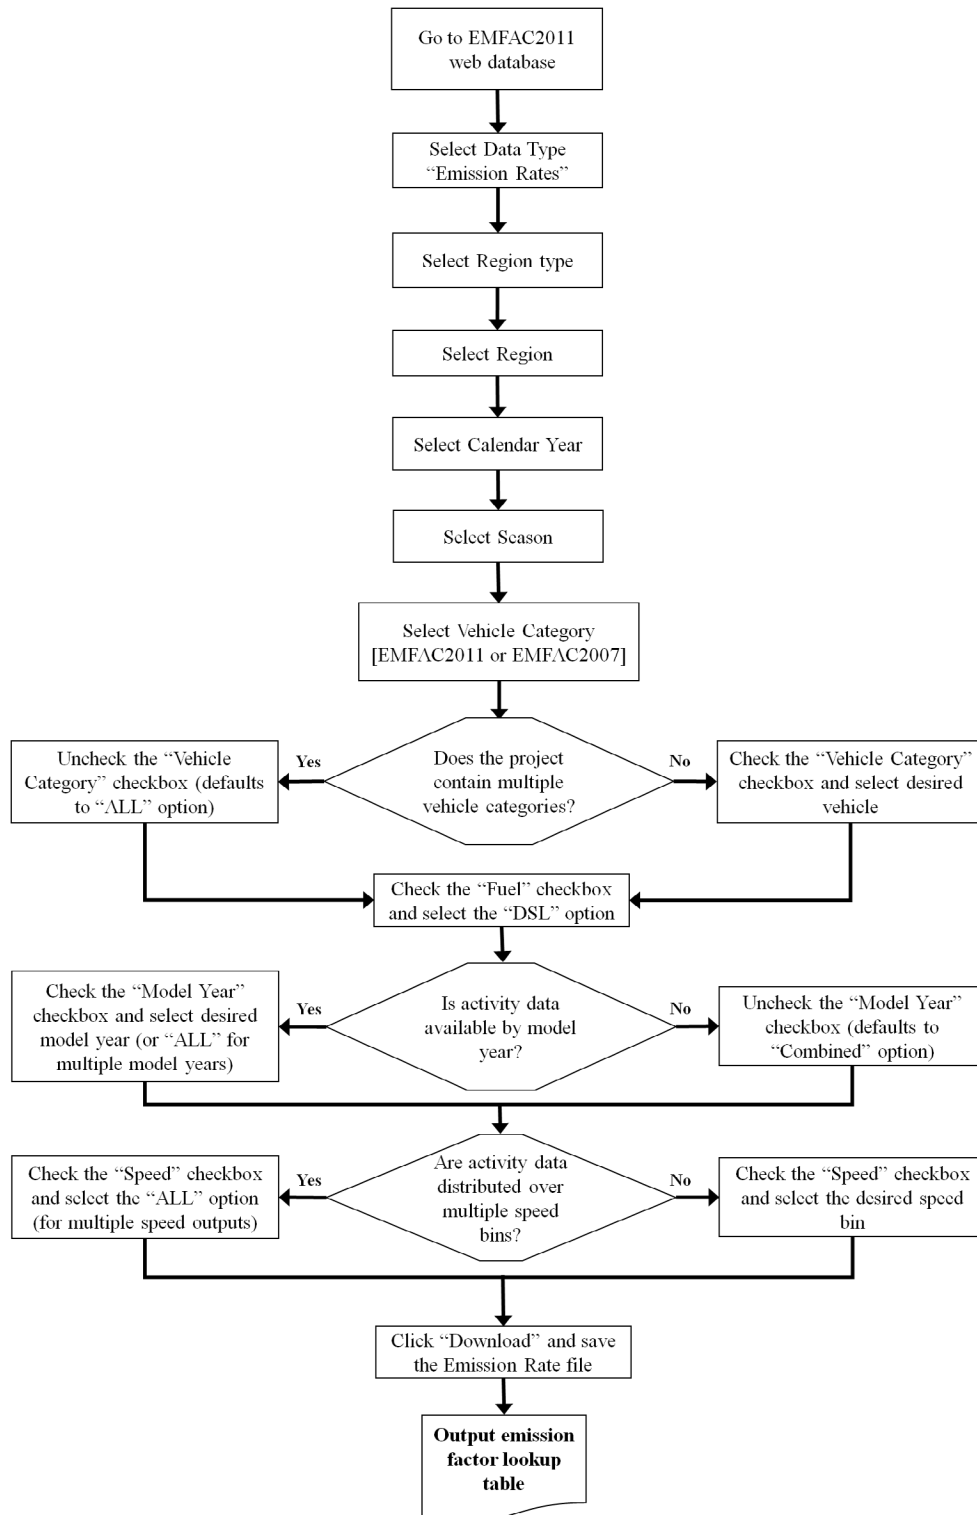 Go to EMFAC2011
web database
Select Data Type
“Emission Rates”
Select Region type
Select Region
Select Calendar Year
Select Season
Select Vehicle Category
[EMFAC2011 or EMFAC2007]
Uncheck the “Vehicle
Category” checkbox (defaults
to “ALL” option)
Yes
Does the project
contain multiple
vehicle categories?
No
Check the “Vehicle Category”
checkbox and select desired
vehicle
Check the “Fuel” checkbox
and select the “DSL” option
Check the “Model Year”
checkbox and select desired
model year (or “ALL” for
multiple model years)
Yes
Is activity data
available by model
year?
No
Uncheck the “Model Year”
checkbox (defaults to
“Combined” option)
Check the “Speed” checkbox
and select the “ALL” option
(for multiple speed outputs)
Yes
Are activity data
distributed over
multiple speed
bins?
No
Check the “Speed” checkbox
and select the desired speed
bin
Click “Download” and save
the Emission Rate file
Output emission
factor lookup
table